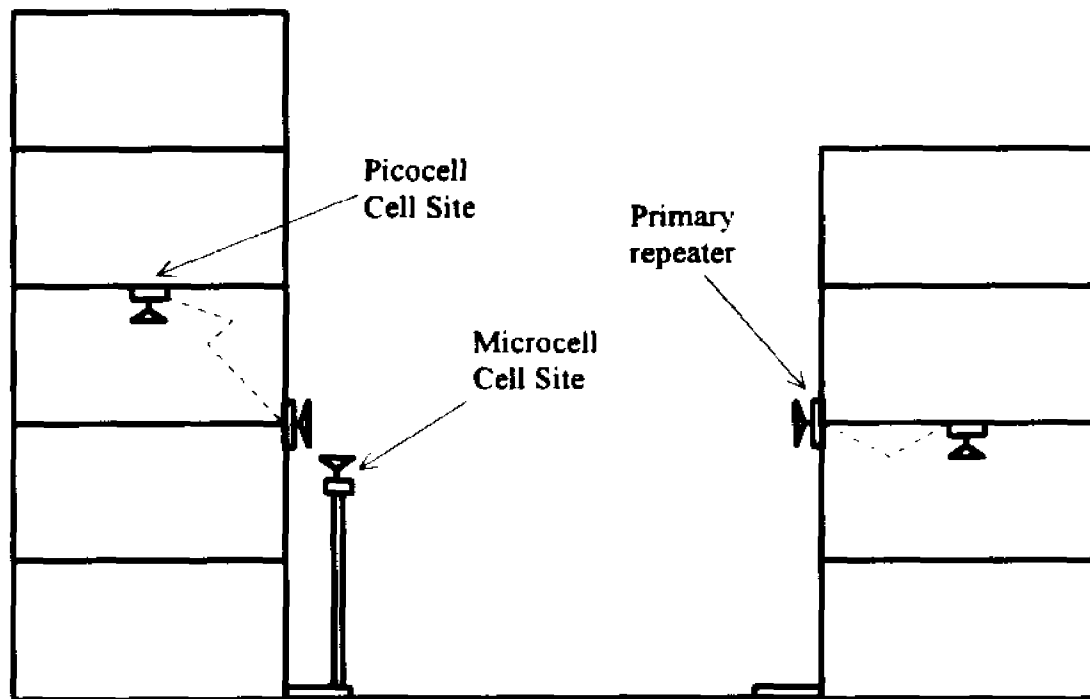 Picocell
Cell Site
Primary
repeater
Microcell
Cell Site